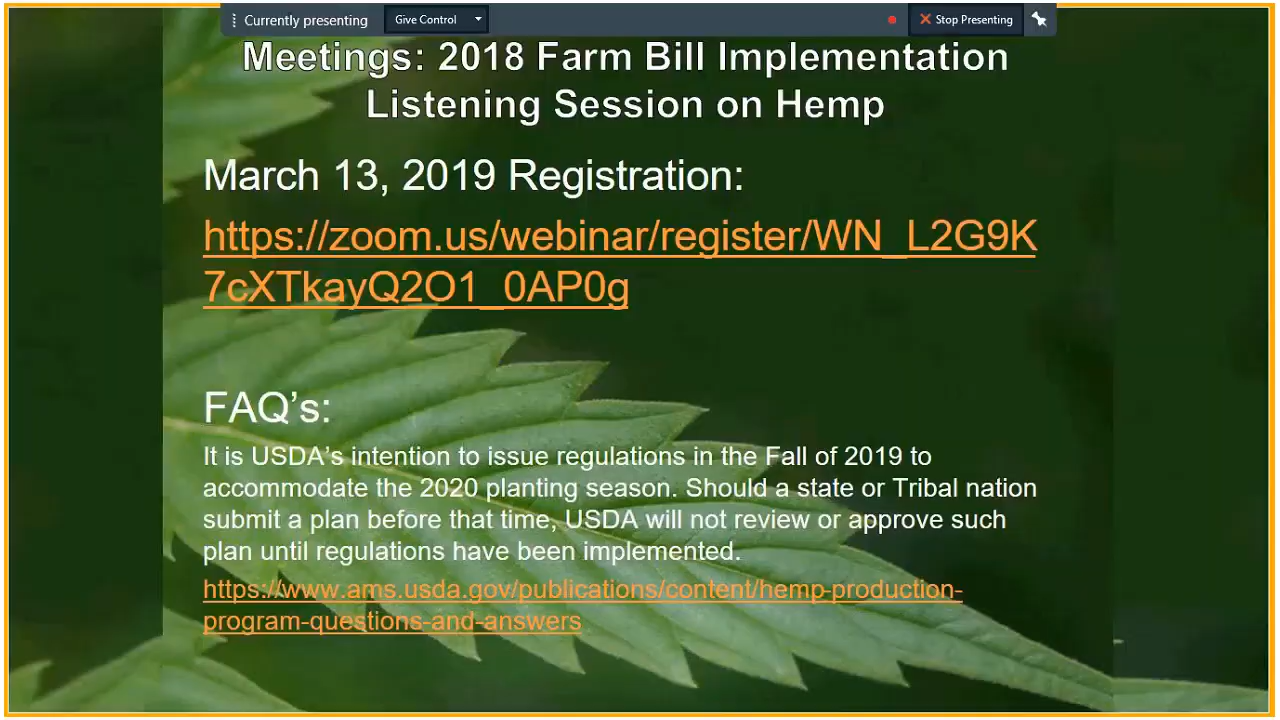 Currently presenting
Give Control
Stop Presenting
Meetings: 2018 Farm Bill Implementation
Listening Session on Hemp
March 13, 2019 Registration:
https://zoom.us/webinar/register/WN_L2G9K
7cXTkayQ2O1_0AP0g
FAQ’s:
It is USDA’s intention to issue regulations in the Fall of 2019 to
accommodate the 2020 planting season. Should a state or Tribal nation
submit a plan before that time, USDA will not review or approve such
plan until regulations have been implemented.
https://www.ams.usda.gov/publications/content/hemp-production-
program-questions-and-answers